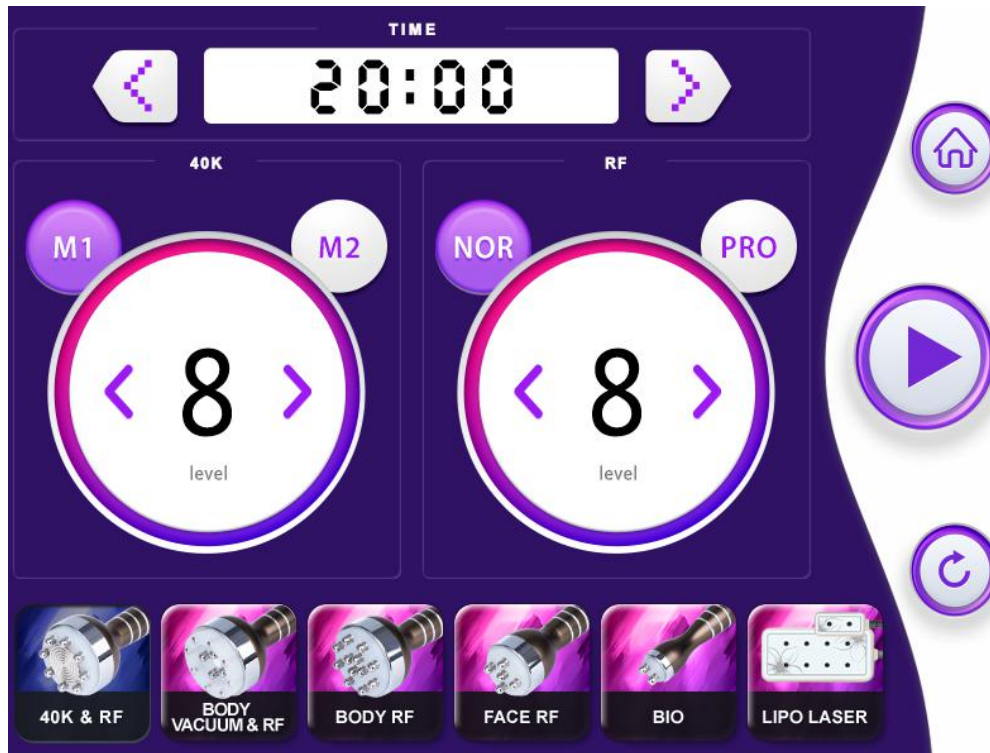 TIME
20:00
40K
RF
M1
M2
NOR
PRO
8
8
level
level
40K & RF
BODY
VACUUM & RF
BODY RF
FACE RF
BIO
LIPO LASER